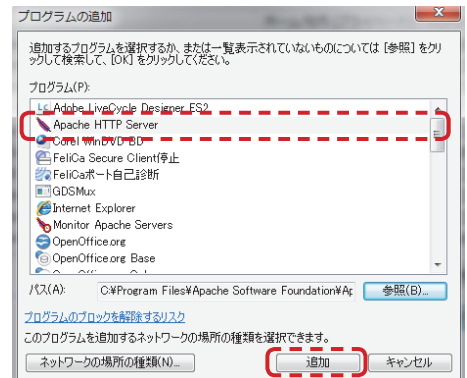 プログラムの追加
追加するプログラムを選択するか、または一覧表示されていないものについては [参照] をクリ
ックして検索して、[OK] をクリックしてください。
プログラム(P):
Adobe LiveCycle Designer ES2
Apache HTTP Server
Corel WinDVD BD
FeliCa Secure Client停止
FeliCaポート自己診断
GDSMux
Internet Explorer
Monitor Apache Servers
OpenOffice.org
OpenOffice.org Base
パス(A): C:¥Program Files¥Apache Software Foundation¥Ap 参照(B)...
プログラムのブロックを解除するリスク
このプログラムを追加するネットワークの場所の種類を選択できます。
ネットワークの場所の種類(N)... 追加 キャンセル